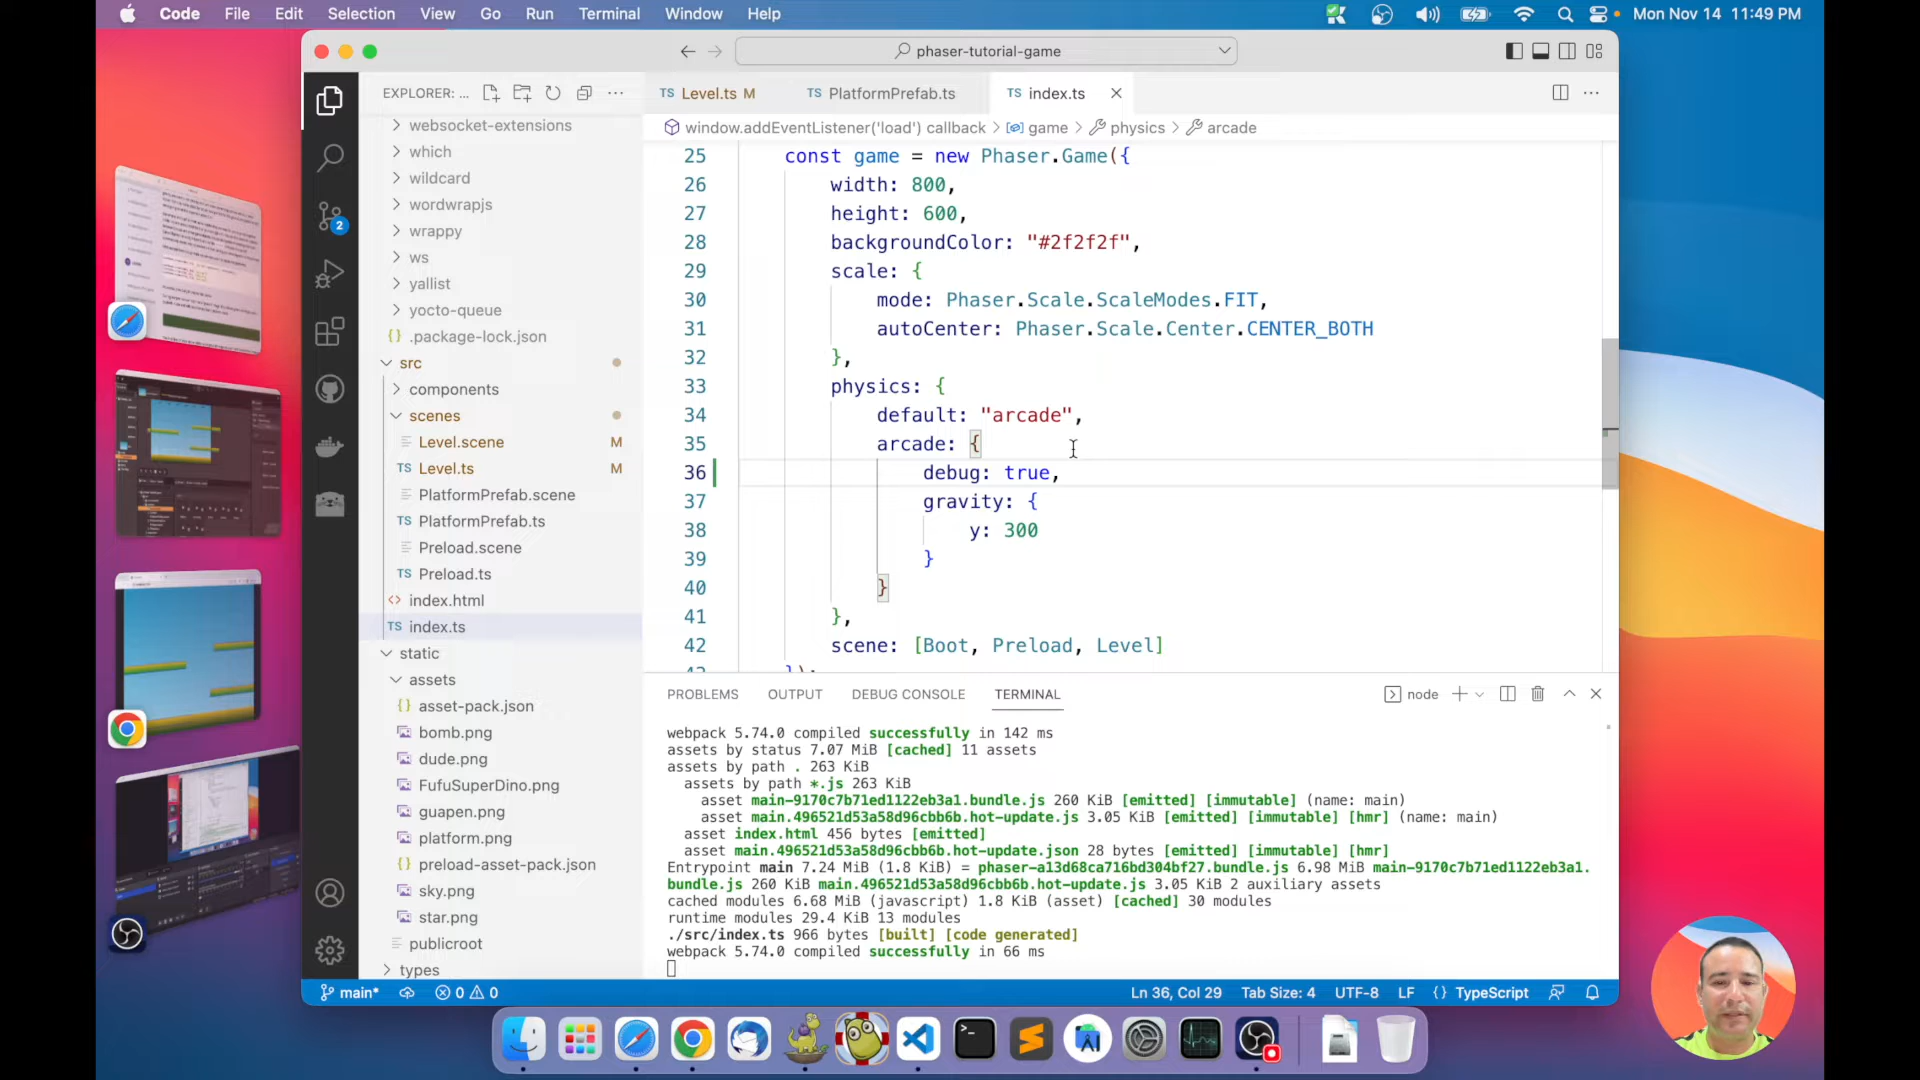 Code File Edit Selection View Go Run Terminal Window Help
Mon Nov 14 11:49 PM
phaser-tutorial-game
EXPLORER: ...
websocket-extensions
which
wildcard
wordwrapjs
wrappy
ws
yallist
yocto-queue
{} .package-lock.json
src
components
scenes
Level.scene M
TS Level.ts M
PlatformPrefab.scene
TS PlatformPrefab.ts
Preload.scene
TS Preload.ts
<> index.html
TS index.ts
static
assets
{} asset-pack.json
bomb.png
dude.png
FufuSuperDino.png
guapen.png
platform.png
{} preload-asset-pack.json
sky.png
star.png
publicroot
types
2
TS Level.ts M TS PlatformPrefab.ts TS index.ts
window.addEventListener('load') callback > game > physics > arcade
25 const game = new Phaser.Game({
26 width: 800,
27 height: 600,
28 backgroundColor: "#2f2f2f",
29 scale: {
30 mode: Phaser.Scale.ScaleModes.FIT,
31 autoCenter: Phaser.Scale.Center.CENTER_BOTH
32 },
33 physics: {
34 default: "arcade",
35 arcade: {
36 debug: true,
37 gravity: {
38 y: 300
39 }
40 }
41 },
42 scene: [Boot, Preload, Level]
PROBLEMS OUTPUT DEBUG CONSOLE TERMINAL node
webpack 5.74.0 compiled successfully in 142 ms
assets by status 7.07 MiB [cached] 11 assets
assets by path . 263 KiB
assets by path *.js 263 KiB
asset main-9170c7b71ed1122eb3a1.bundle.js 260 KiB [emitted] [immutable] (name: main)
asset main.496521d53a58d96cbb6b.hot-update.js 3.05 KiB [emitted] [immutable] [hmr] (name: main)
asset index.html 456 bytes [emitted]
asset main.496521d53a58d96cbb6b.hot-update.json 28 bytes [emitted] [immutable] [hmr]
Entrypoint main 7.24 MiB (1.8 KiB) = phaser-a13d68ca716bd304bf27.bundle.js 6.98 MiB main-9170c7b71ed1122eb3a1.
bundle.js 260 KiB main.496521d53a58d96cbb6b.hot-update.js 3.05 KiB 2 auxiliary assets
cached modules 6.68 MiB (javascript) 1.8 KiB (asset) [cached] 30 modules
runtime modules 29.4 KiB 13 modules
./src/index.ts 966 bytes [built] [code generated]
webpack 5.74.0 compiled successfully in 66 ms
main* 0 0 Ln 36, Col 29 Tab Size: 4 UTF-8 LF {} TypeScript